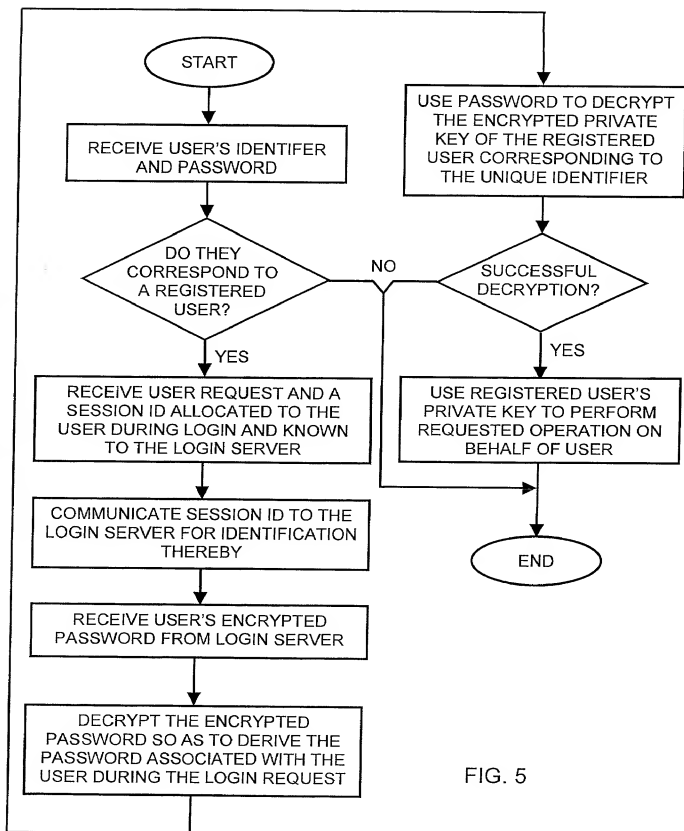 START
RECEIVE USER'S IDENTIFER
AND PASSWORD
DO THEY
CORRESPOND TO
A REGISTERED
USER?
NO
YES
RECEIVE USER REQUEST AND A
SESSION ID ALLOCATED TO THE
USER DURING LOGIN AND KNOWN
TO THE LOGIN SERVER
COMMUNICATE SESSION ID TO THE
LOGIN SERVER FOR IDENTIFICATION
THEREBY
RECEIVE USER'S ENCRYPTED
PASSWORD FROM LOGIN SERVER
DECRYPT THE ENCRYPTED
PASSWORD SO AS TO DERIVE THE
PASSWORD ASSOCIATED WITH THE
USER DURING THE LOGIN REQUEST
USE PASSWORD TO DECRYPT
THE ENCRYPTED PRIVATE
KEY OF THE REGISTERED
USER CORRESPONDING TO
THE UNIQUE IDENTIFIER
SUCCESSFUL
DECRYPTION?
YES
USE REGISTERED USER'S
PRIVATE KEY TO PERFORM
REQUESTED OPERATION ON
BEHALF OF USER
END
FIG. 5